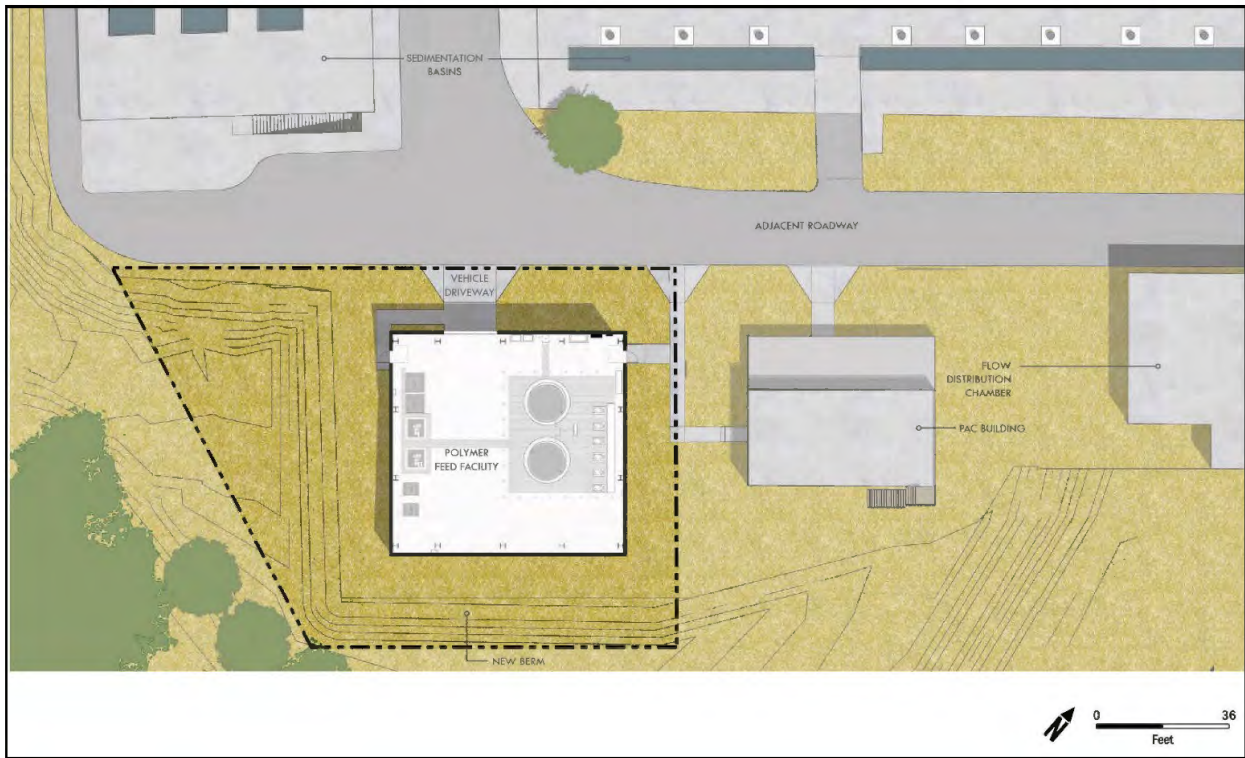 SEDIMENTATION
BASINS
ADJACENT ROADWAY
VEHICLE
DRIVEWAY
FLOW
DISTRIBUTION
CHAMBER
PAC BUILDING
POLYMER
FEED FACILITY
NEW BERM
N
0 36
Feet